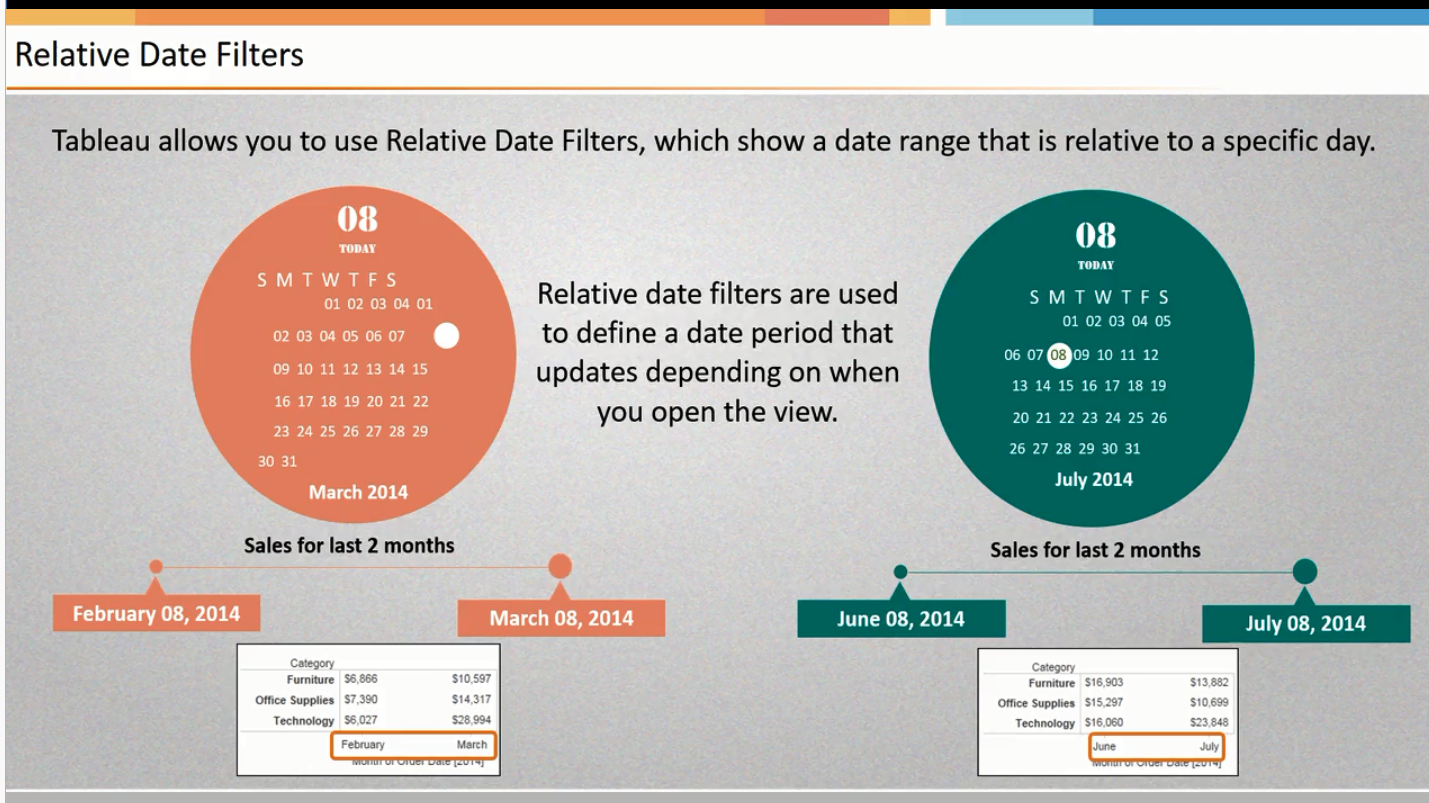 Relative Date Filters
Tableau allows you to use Relative Date Filters, which show a date range that is relative to a specific day.
08
TODAY
S M T W T F S
01 02 03 04 01
02 03 04 05 06 07
09 10 11 12 13 14 15
16 17 18 19 20 21 22
23 24 25 26 27 28 29
30 31
March 2014
Relative date filters are used
to define a date period that
updates depending on when
you open the view.
08
TODAY
S M T W T F S
01 02 03 04 05
06 07 08 09 10 11 12
13 14 15 16 17 18 19
20 21 22 23 24 25 26
26 27 28 29 30 31
July 2014
Sales for last 2 months
February 08, 2014
March 08, 2014
Category
Furniture $6,866 $10,597
Office Supplies $7,390 $14,317
Technology $6,027 $28,994
February March
Month of Order Date [2014]
Sales for last 2 months
June 08, 2014
July 08, 2014
Category
Furniture $16,903 $13,882
Office Supplies $15,297 $10,699
Technology $16,060 $23,848
June July
Month of Order Date [2014]